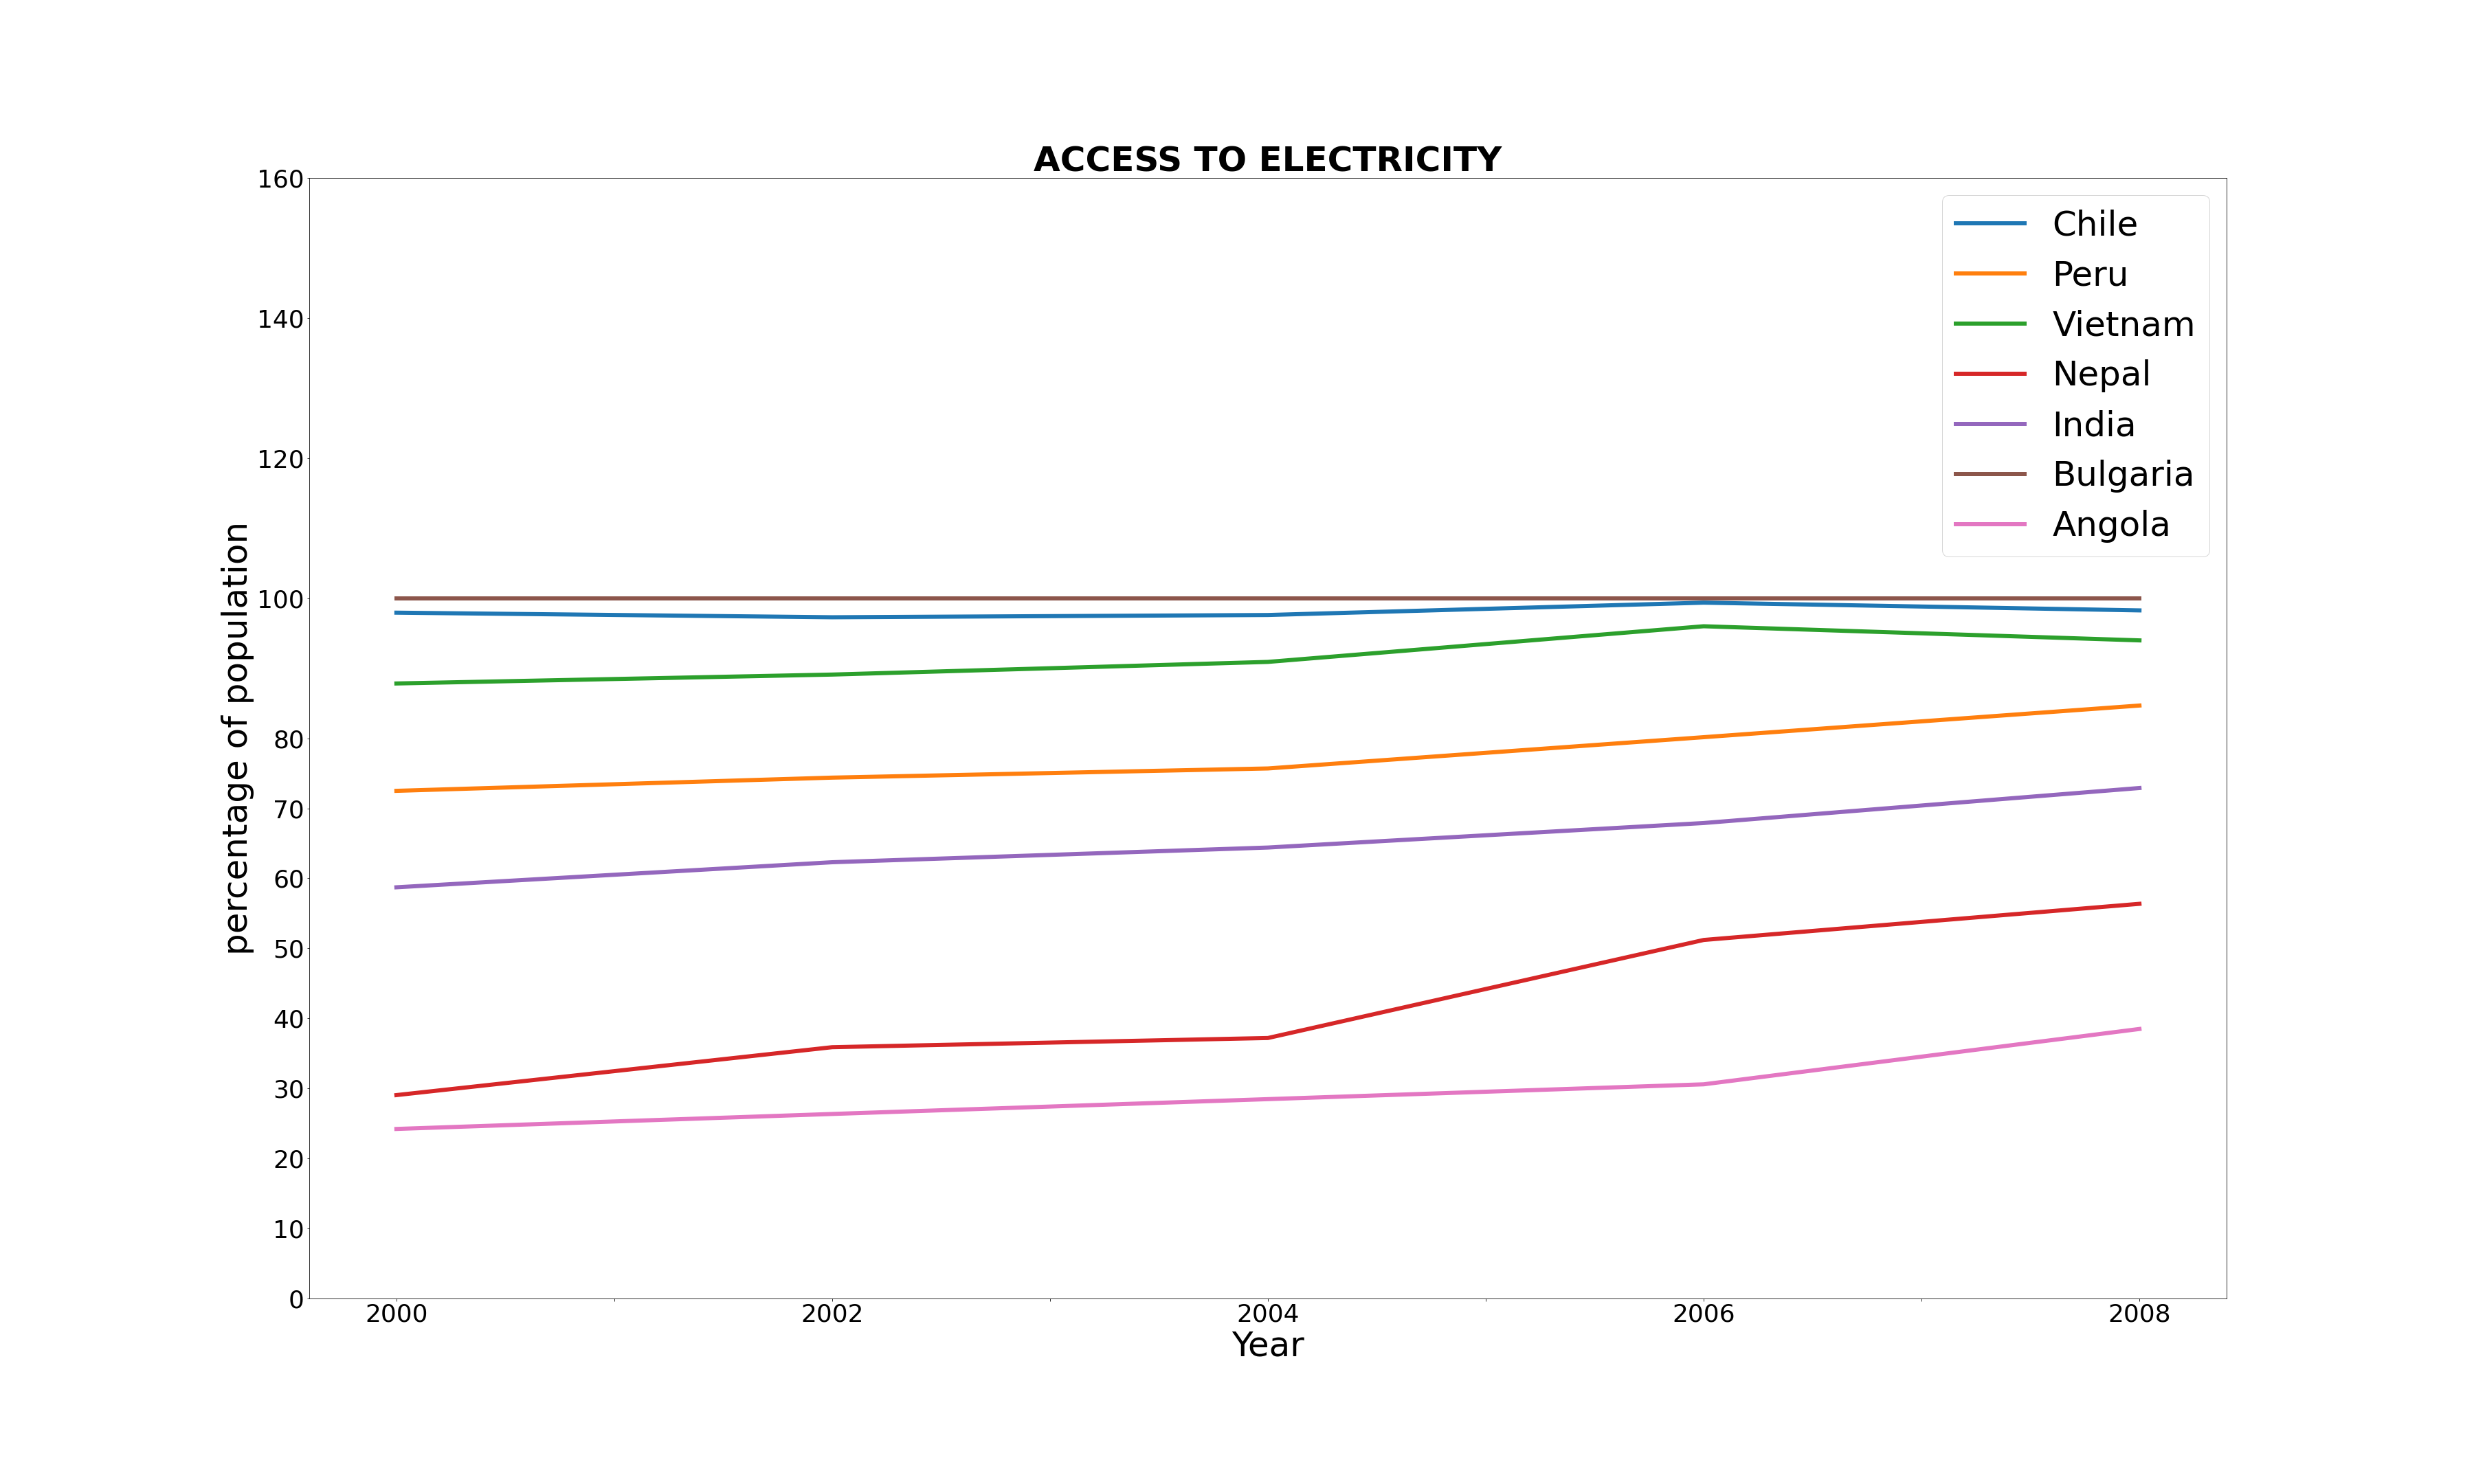 ACCESS TO ELECTRICITY
160
140
120
100
80
70
60
50
40
30
20
10
0
percentage of population
2000 2002 2004 2006 2008
Year
Chile
Peru
Vietnam
Nepal
India
Bulgaria
Angola